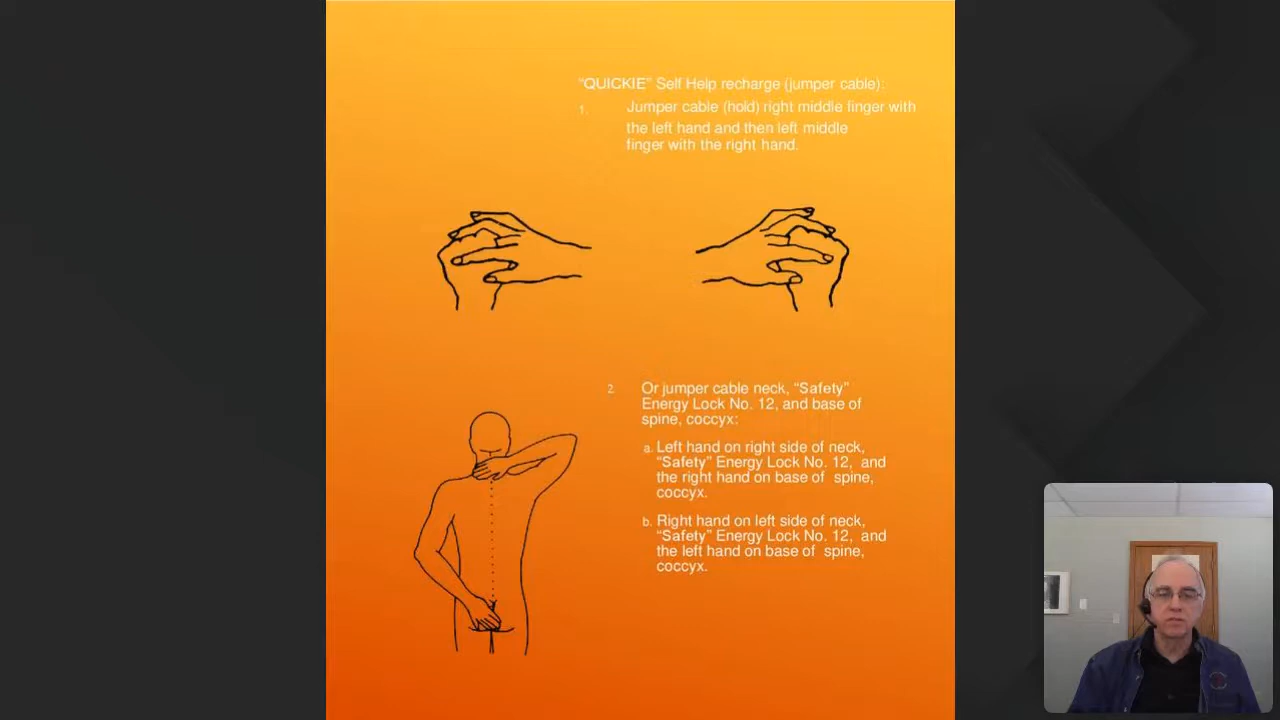 “QUICKIE” Self Help recharge (jumper cable):
1. Jumper cable (hold) right middle finger with
the left hand and then left middle
finger with the right hand.
2. Or jumper cable neck, “Safety”
Energy Lock No. 12, and base of
spine, coccyx:
a. Left hand on right side of neck,
“Safety” Energy Lock No. 12, and
the right hand on base of spine,
coccyx.
b. Right hand on left side of neck,
“Safety” Energy Lock No. 12, and
the left hand on base of spine,
coccyx.